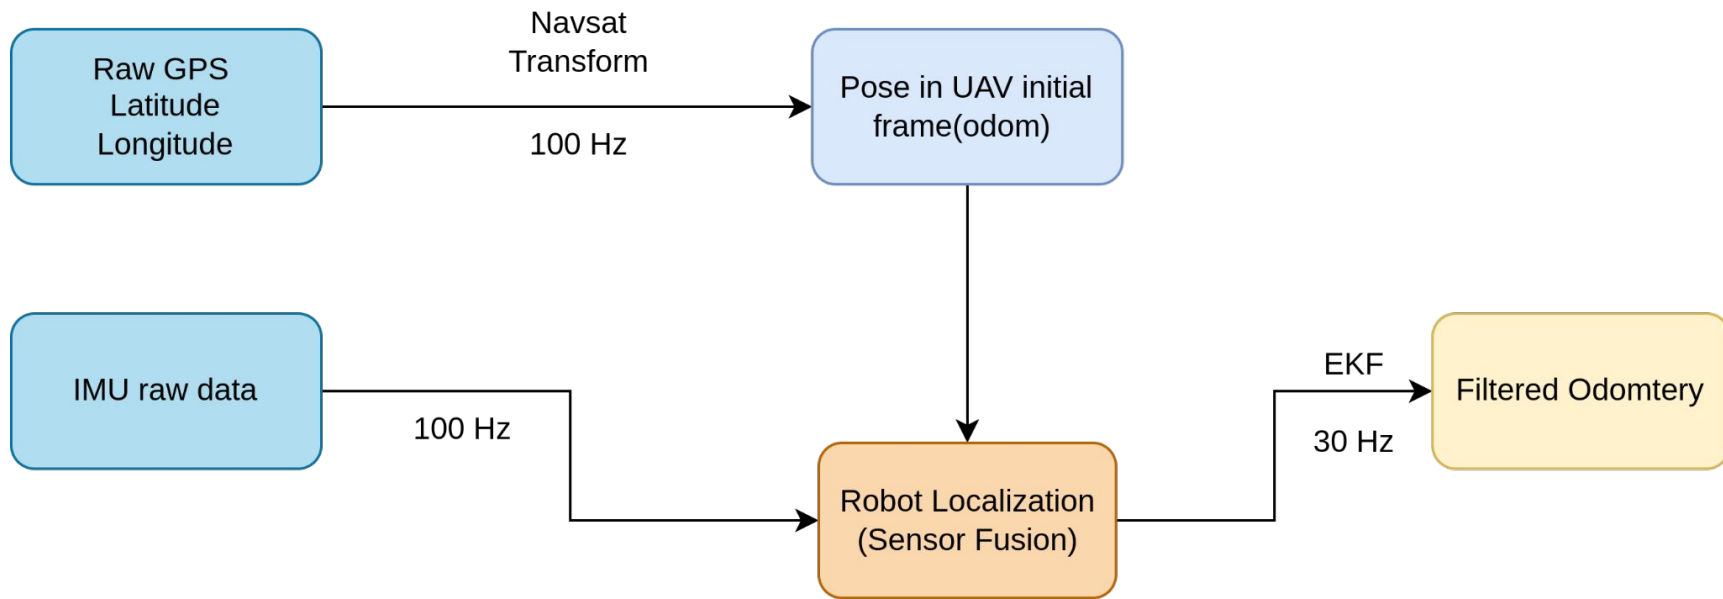 Raw GPS
Latitude
Longitude
Navsat
Transform
100 Hz
Pose in UAV initial
frame(odom)
IMU raw data
100 Hz
Robot Localization
(Sensor Fusion)
EKF
30 Hz
Filtered Odomtery